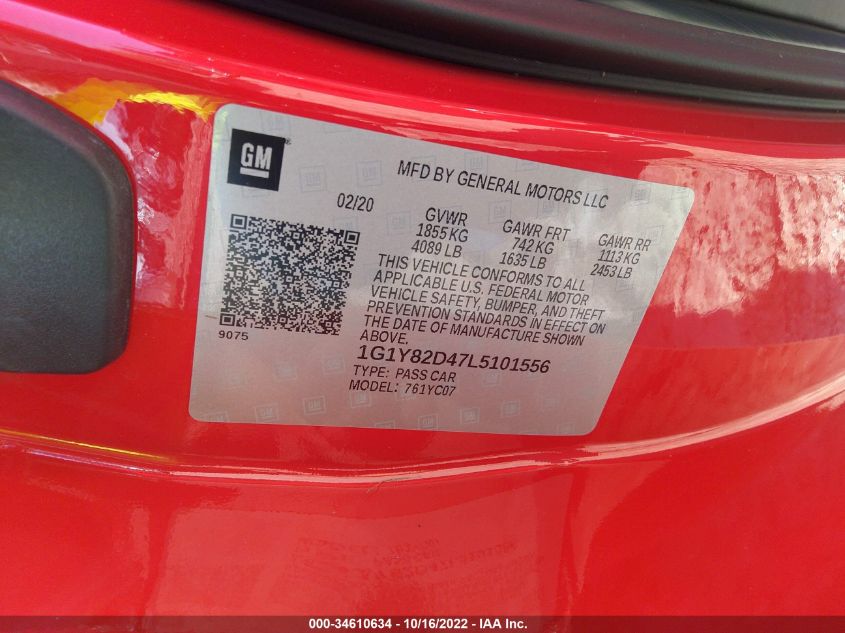 GM
MFD BY GENERAL MOTORS LLC
02/20
GVWR
1855 KG
4089 LB
GAWR FRT
742 KG
1635 LB
GAWR RR
1113 KG
2453 LB
THIS VEHICLE CONFORMS TO ALL
APPLICABLE U.S. FEDERAL MOTOR
VEHICLE SAFETY, BUMPER, AND THEFT
PREVENTION STANDARDS IN EFFECT ON
THE DATE OF MANUFACTURE SHOWN
ABOVE.
9075
1G1Y82D47L5101556
TYPE: PASS CAR
MODEL: 761YC07
000-34610634 - 10/16/2022 - IAA Inc.